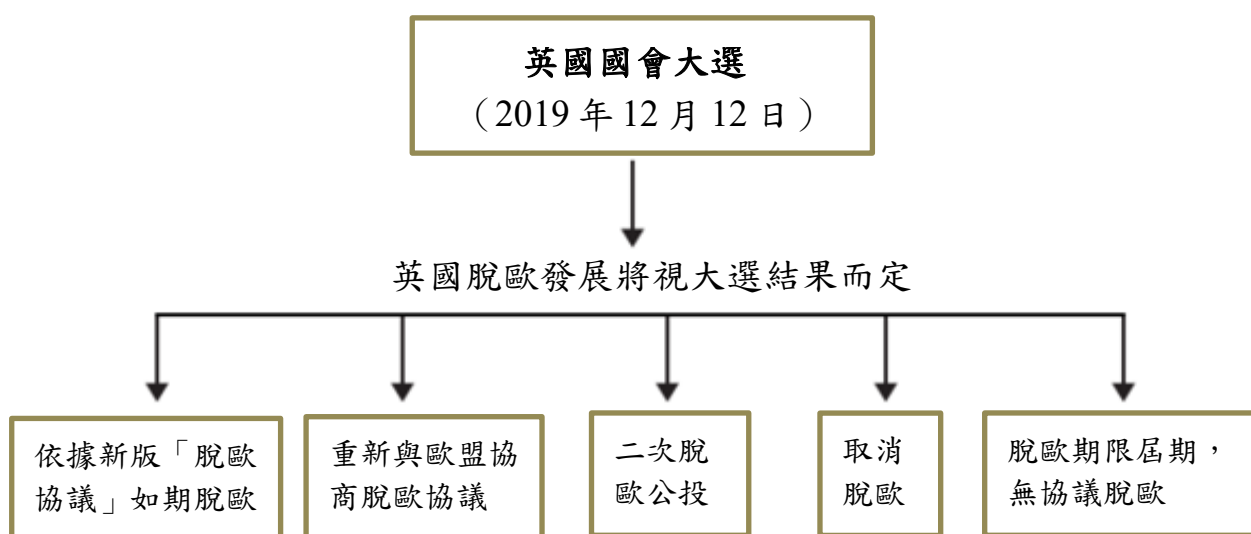 英國國會大選
（2019 年 12 月 12 日）
英國脫歐發展將視大選結果而定
依據新版「脫歐
協議」如期脫歐
重新與歐盟協
商脫歐協議
二次脫
歐公投
取消
脫歐
脫歐期限屆期，
無協議脫歐